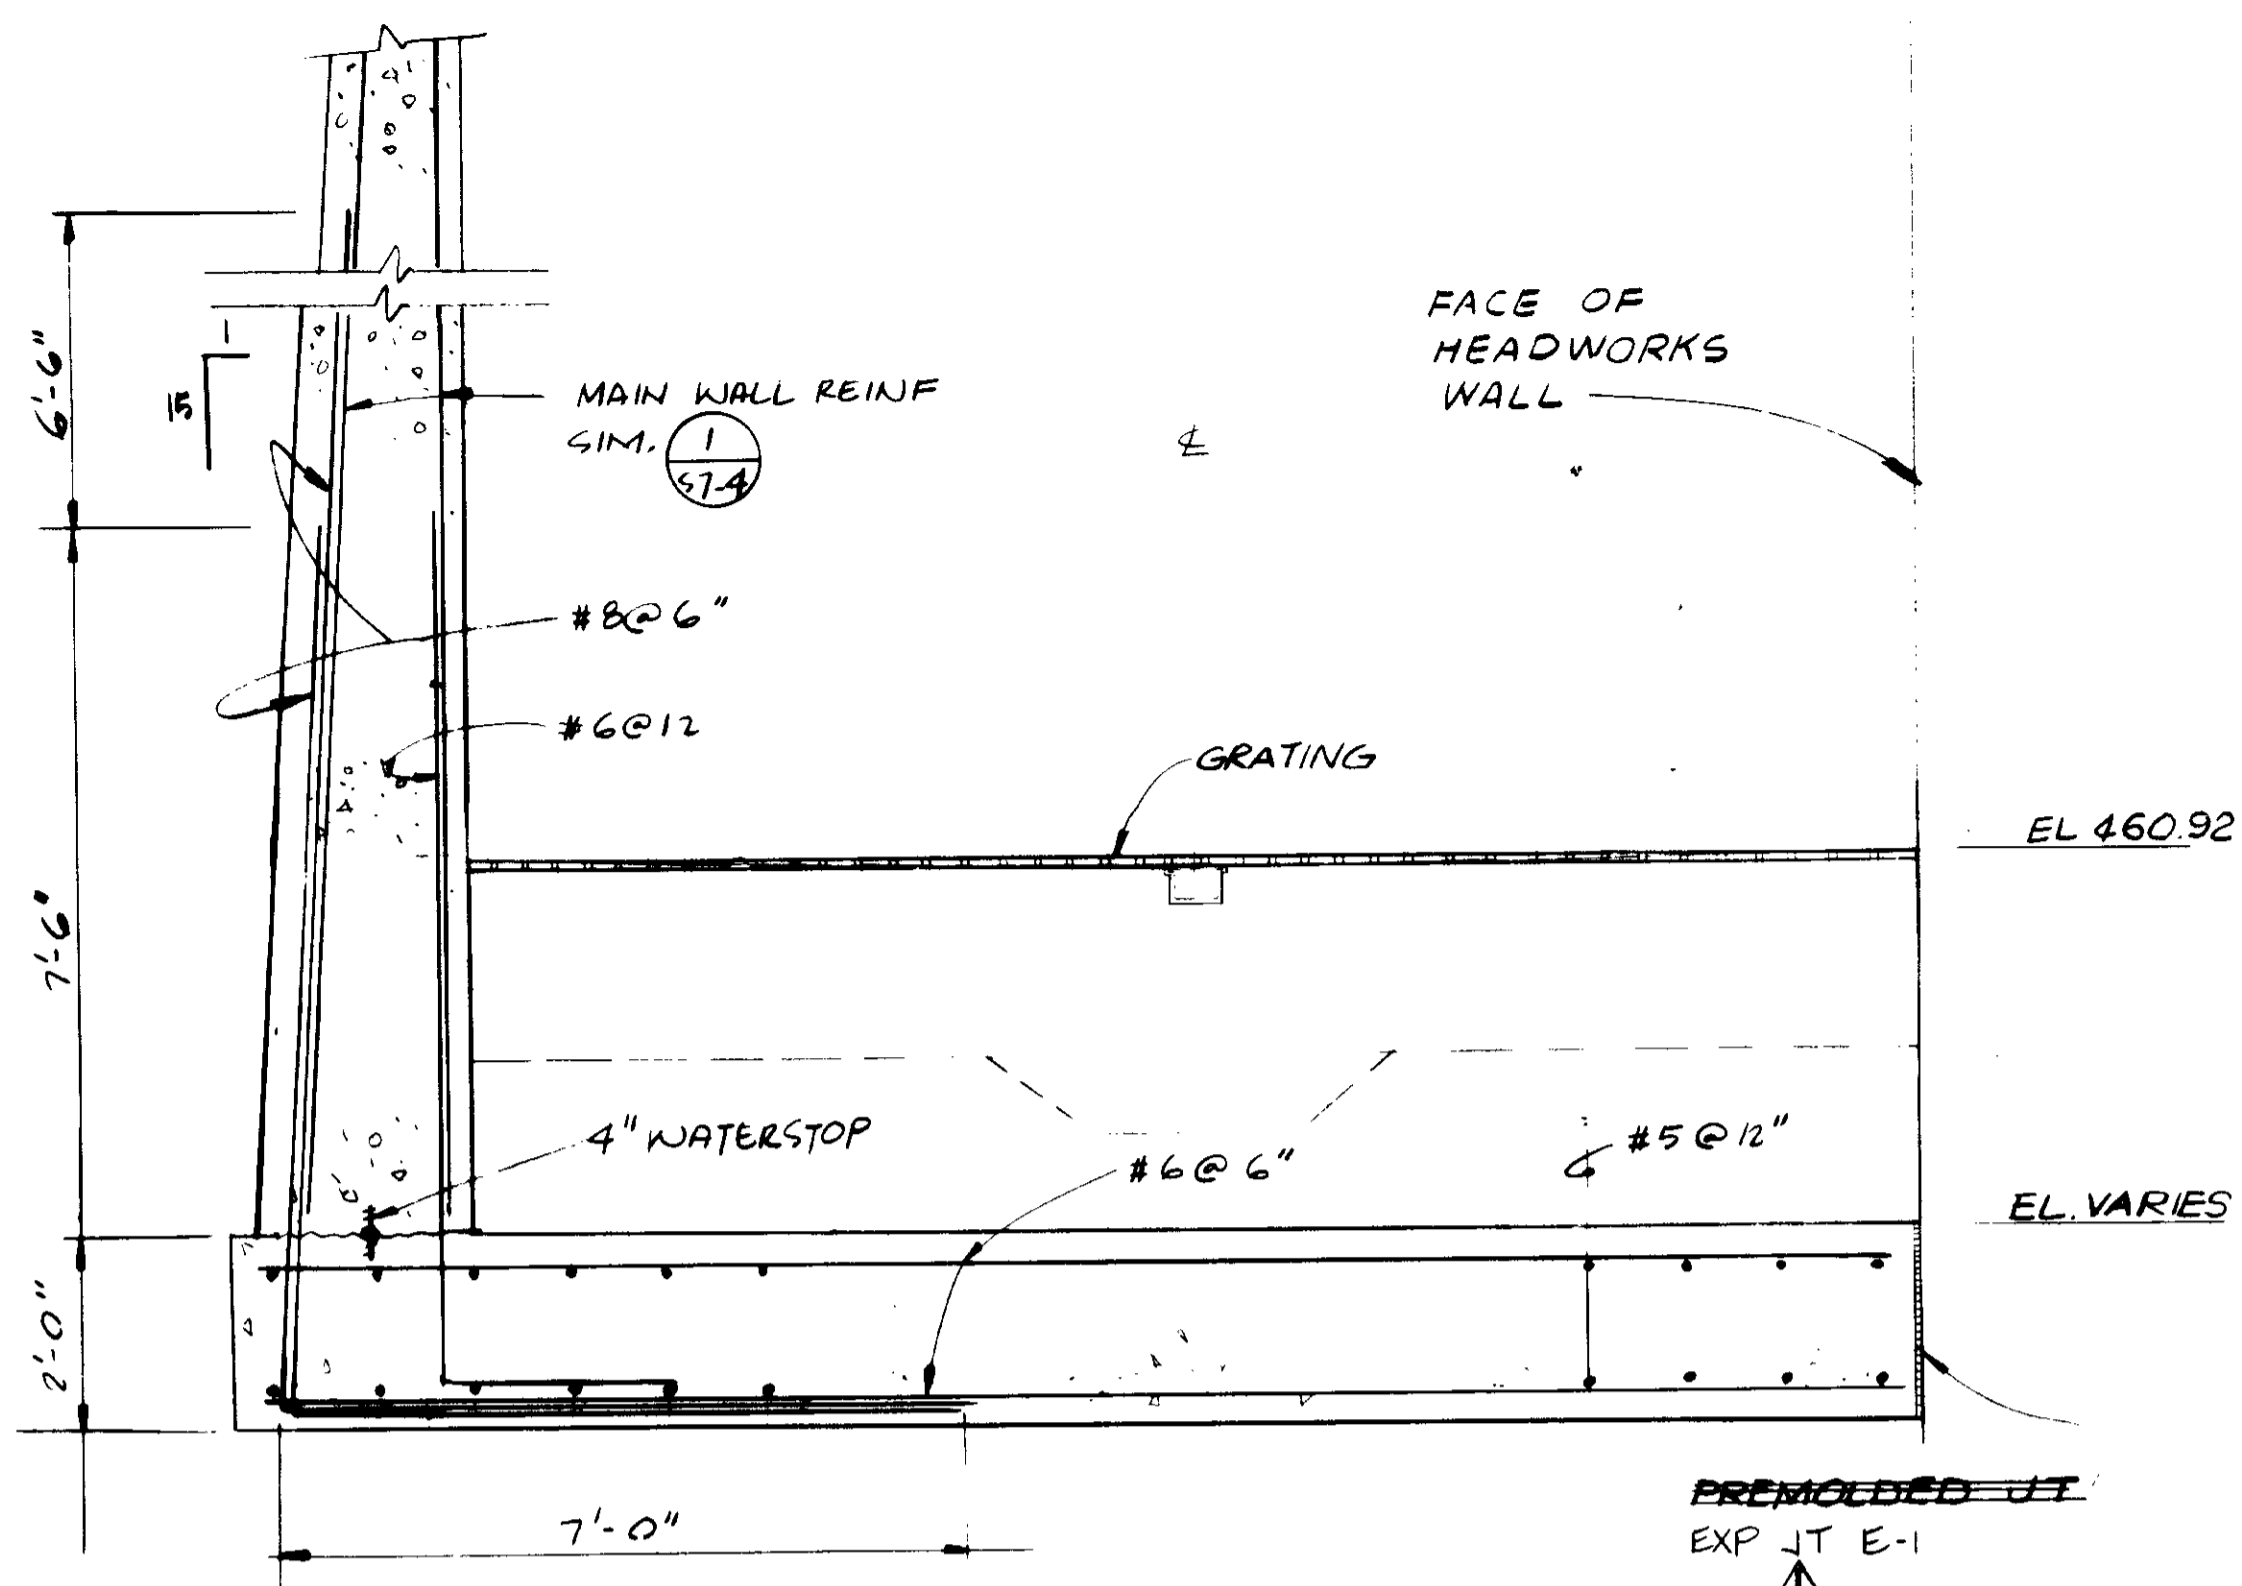 6'-6"
1
15
MAIN WALL REINF
SIM.
1
S7-4
FACE OF
HEADWORKS
WALL
℄
#8@6"
#6@12
7'-6"
GRATING
EL 460.92
4" WATERSTOP
#6@6"
#5@12"
EL. VARIES
2'-0"
7'-0"
PREMOLDED JT
EXP JT E-1